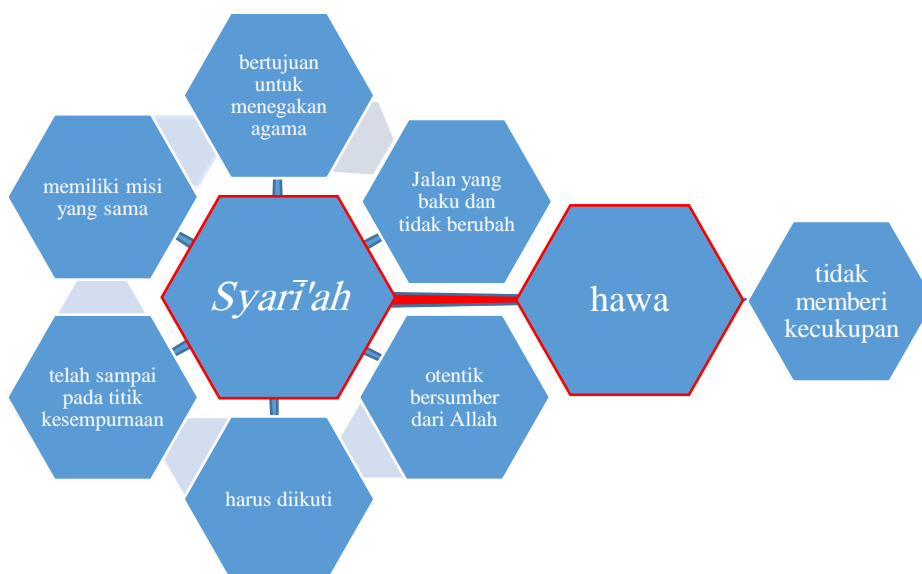 bertujuan
untuk
menegakan
agama
memiliki misi
yang sama
Jalan yang
baku dan
tidak berubah
Syarī'ah
hawa
tidak
memberi
kecukupan
telah sampai
pada titik
kesempurnaan
otentik
bersumber
dari Allah
harus diikuti